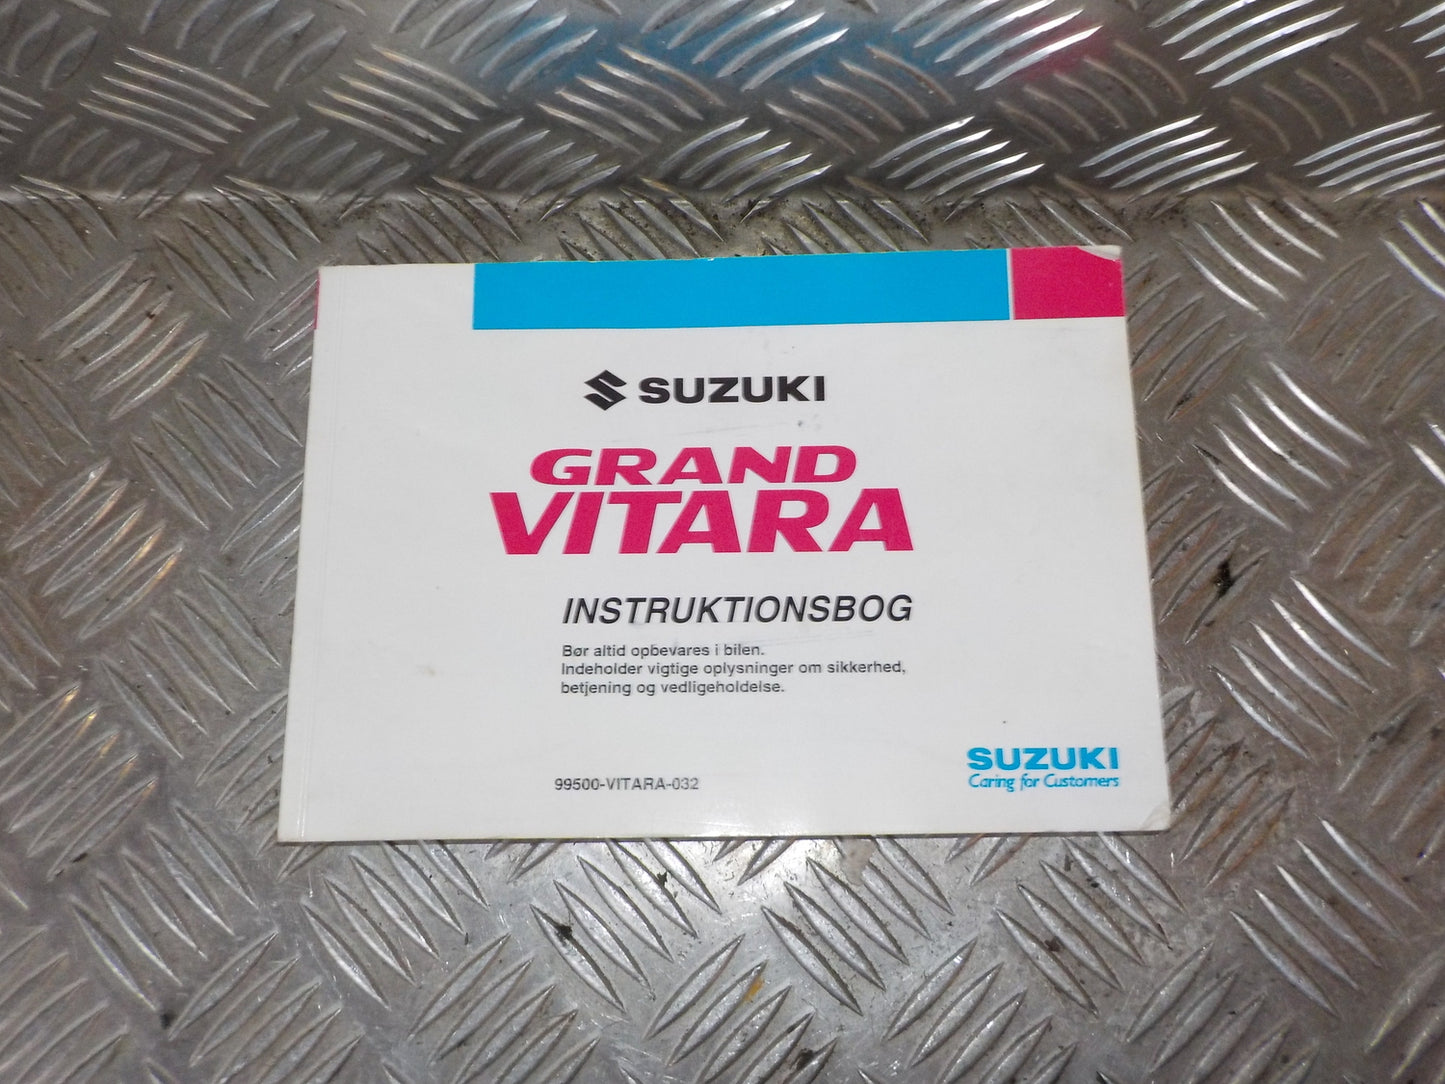 SUZUKI
GRAND
VITARA
INSTRUKTIONSBOG
Bør altid opbevares i bilen.
Indeholder vigtige oplysninger om sikkerhed,
betjening og vedligeholdelse.
SUZUKI
Caring for Customers
99500-VITARA-032